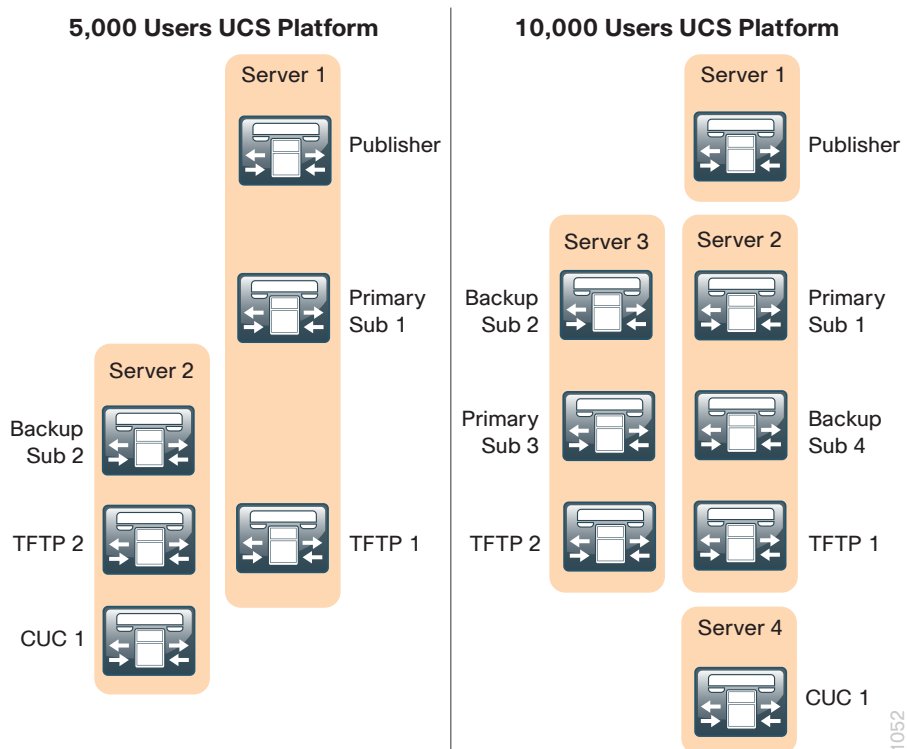 5,000 Users UCS Platform
Server 1
Publisher
Primary
Sub 1
Server 2
Backup
Sub 2
TFTP 2
TFTP 1
CUC 1
10,000 Users UCS Platform
Server 1
Publisher
Server 3
Server 2
Backup
Sub 2
Primary
Sub 1
Primary
Sub 3
Backup
Sub 4
TFTP 2
TFTP 1
Server 4
CUC 1
1052